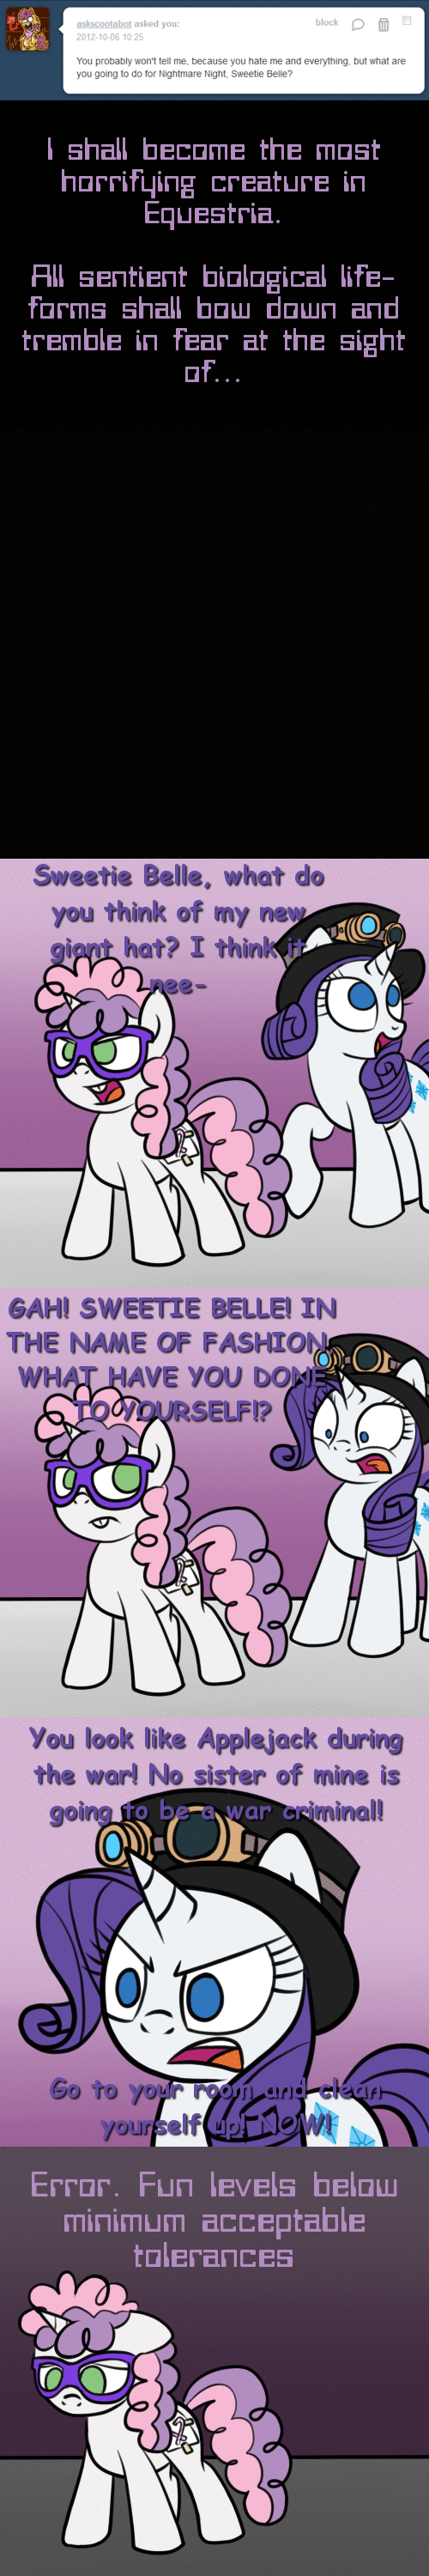 askscootabot asked you:
block
2012-10-06 10:25
You probably won't tell me, because you hate me and everything, but what are
you going to do for Nightmare Night, Sweetie Belle?
I shall become the most
horrifying creature in
Equestria.
All sentient biological life-
forms shall bow down and
tremble in fear at the sight
of...
Sweetie Belle, what do
you think of my new
giant hat? I think it
nee-
GAH! SWEETIE BELLE! IN
THE NAME OF FASHION,
WHAT HAVE YOU DONE
TO YOURSELF!?
You look like Applejack during
the war! No sister of mine is
going to be a war criminal!
Go to your room and clean
yourself up! NOW!
Error. Fun levels below
minimum acceptable
tolerances